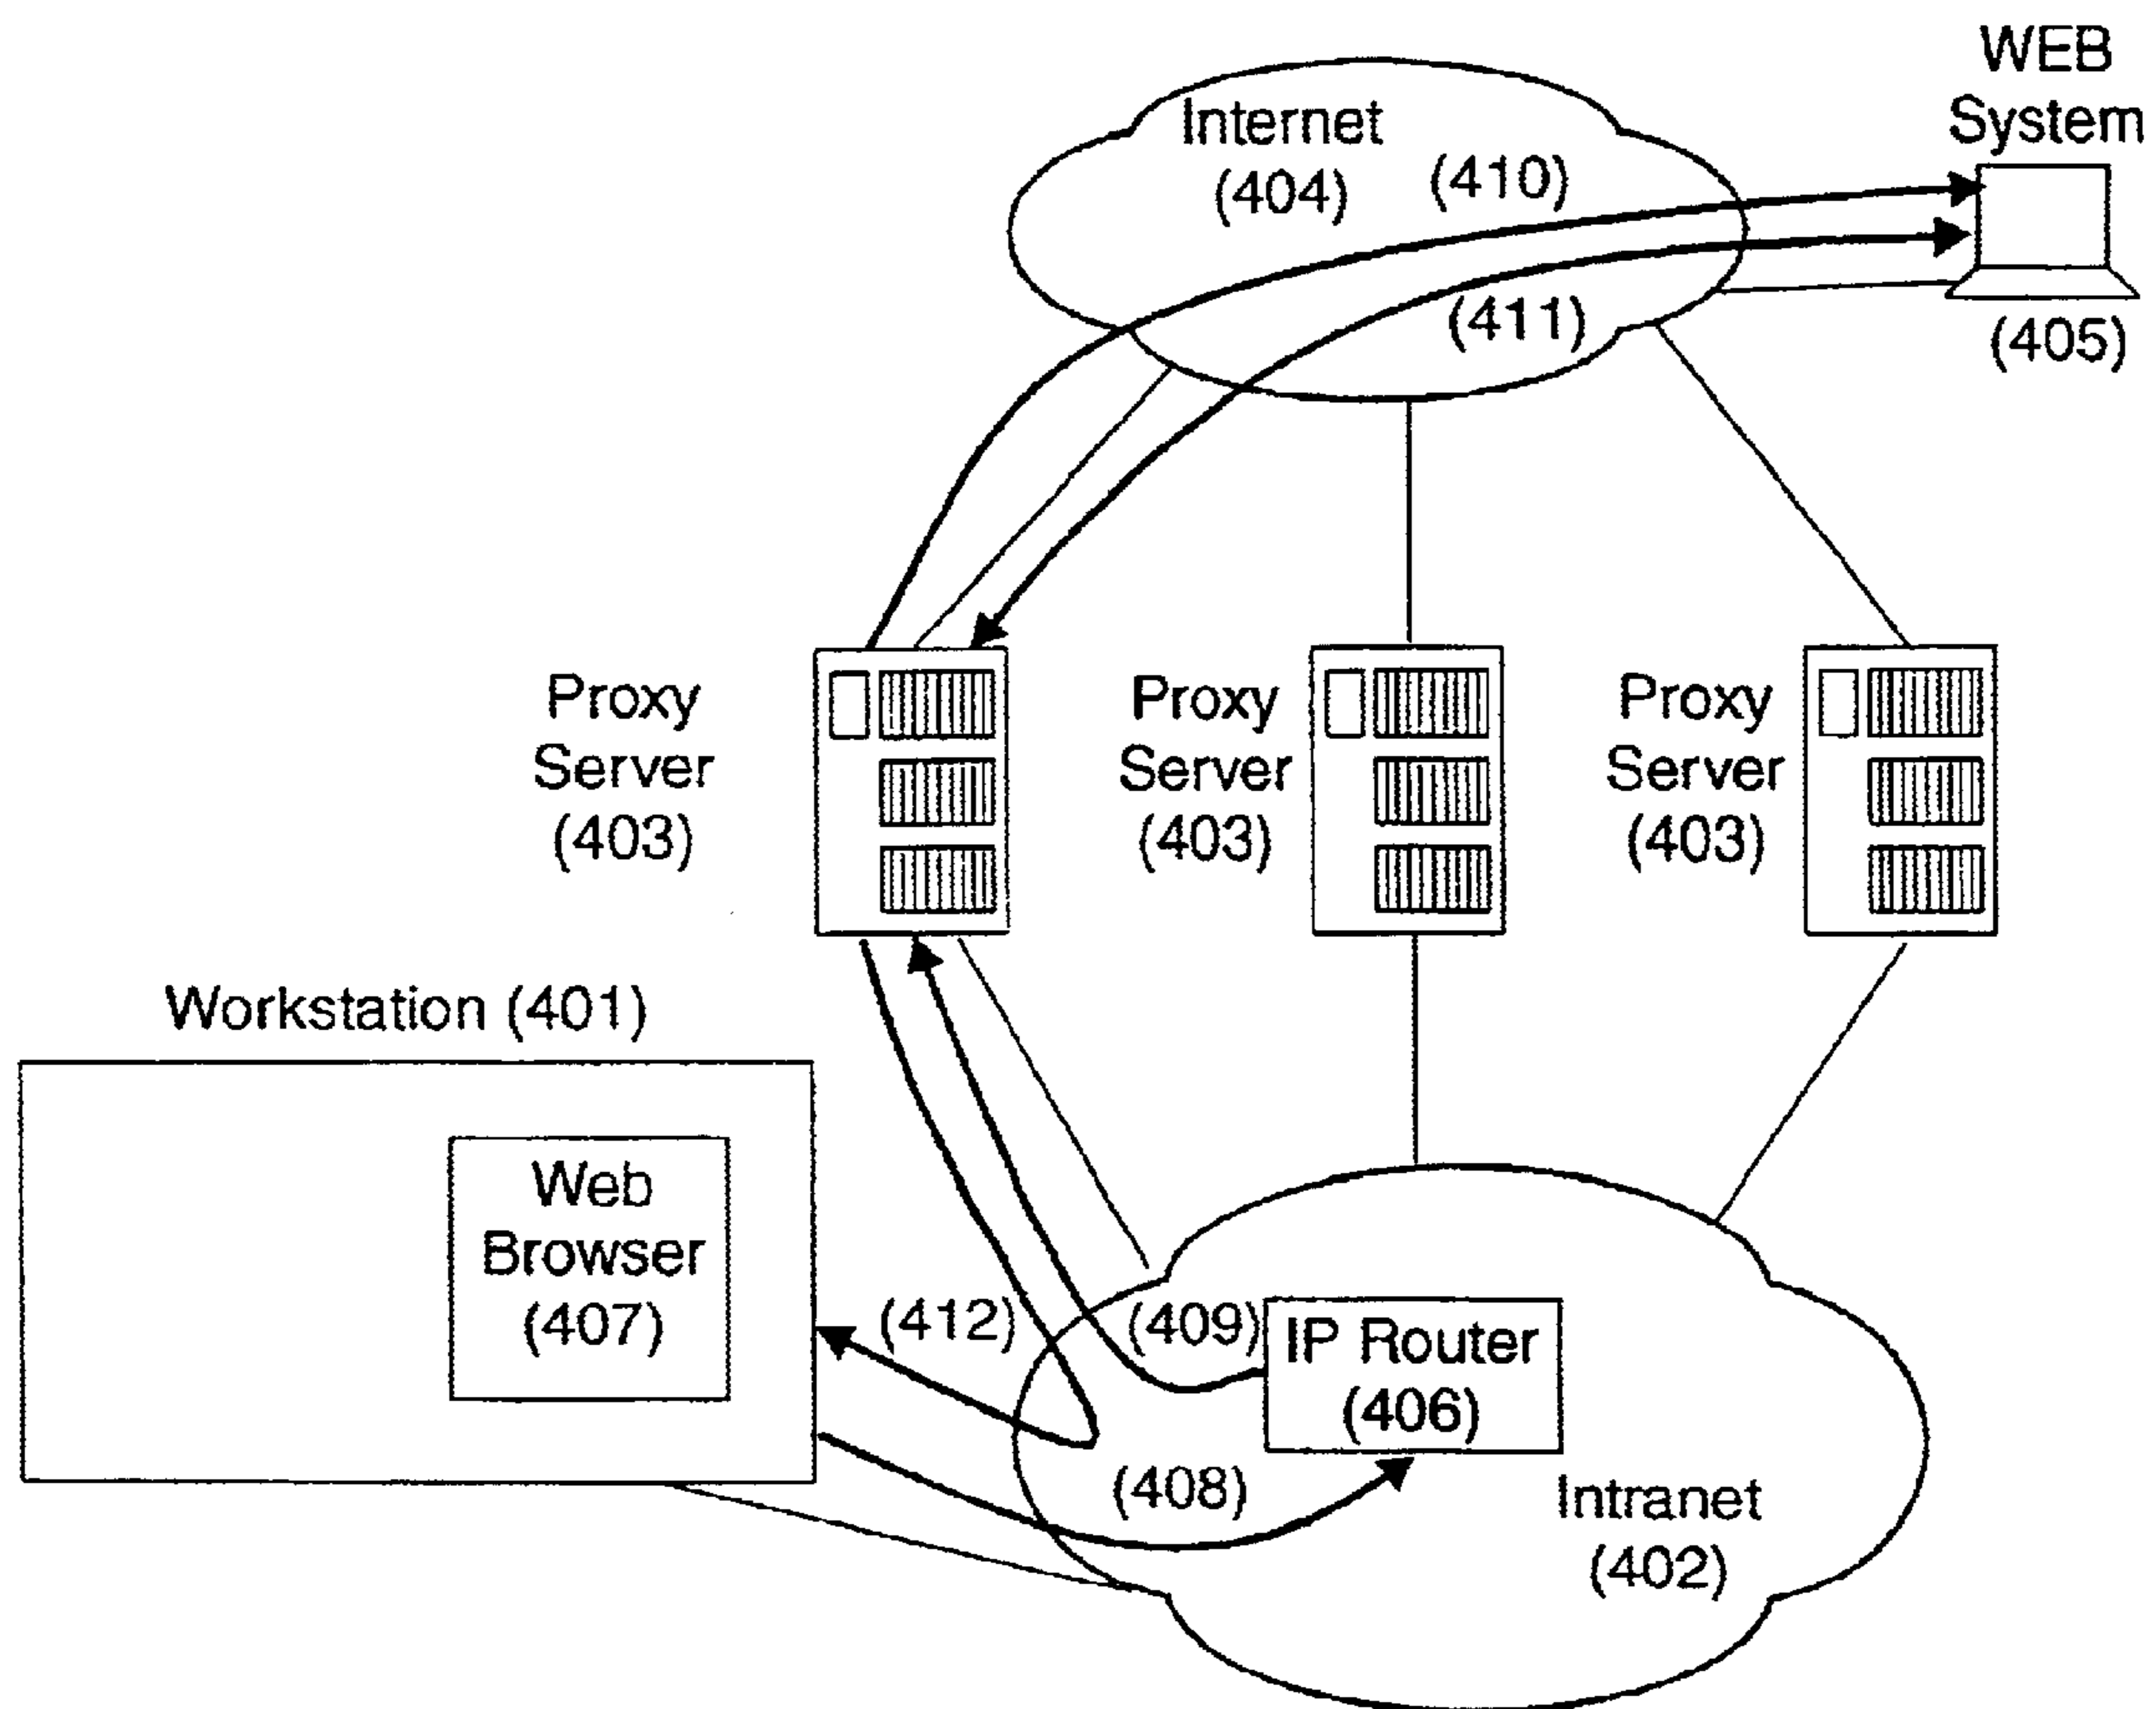 WEB
System
(405)
Internet
(404)
(410)
(411)
Proxy
Server
(403)
Proxy
Server
(403)
Proxy
Server
(403)
Workstation (401)
Web
Browser
(407)
(412)
(409)
IP Router
(406)
(408)
Intranet
(402)